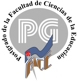 Postgrado de la Facultad de Ciencias de la Educación
PG